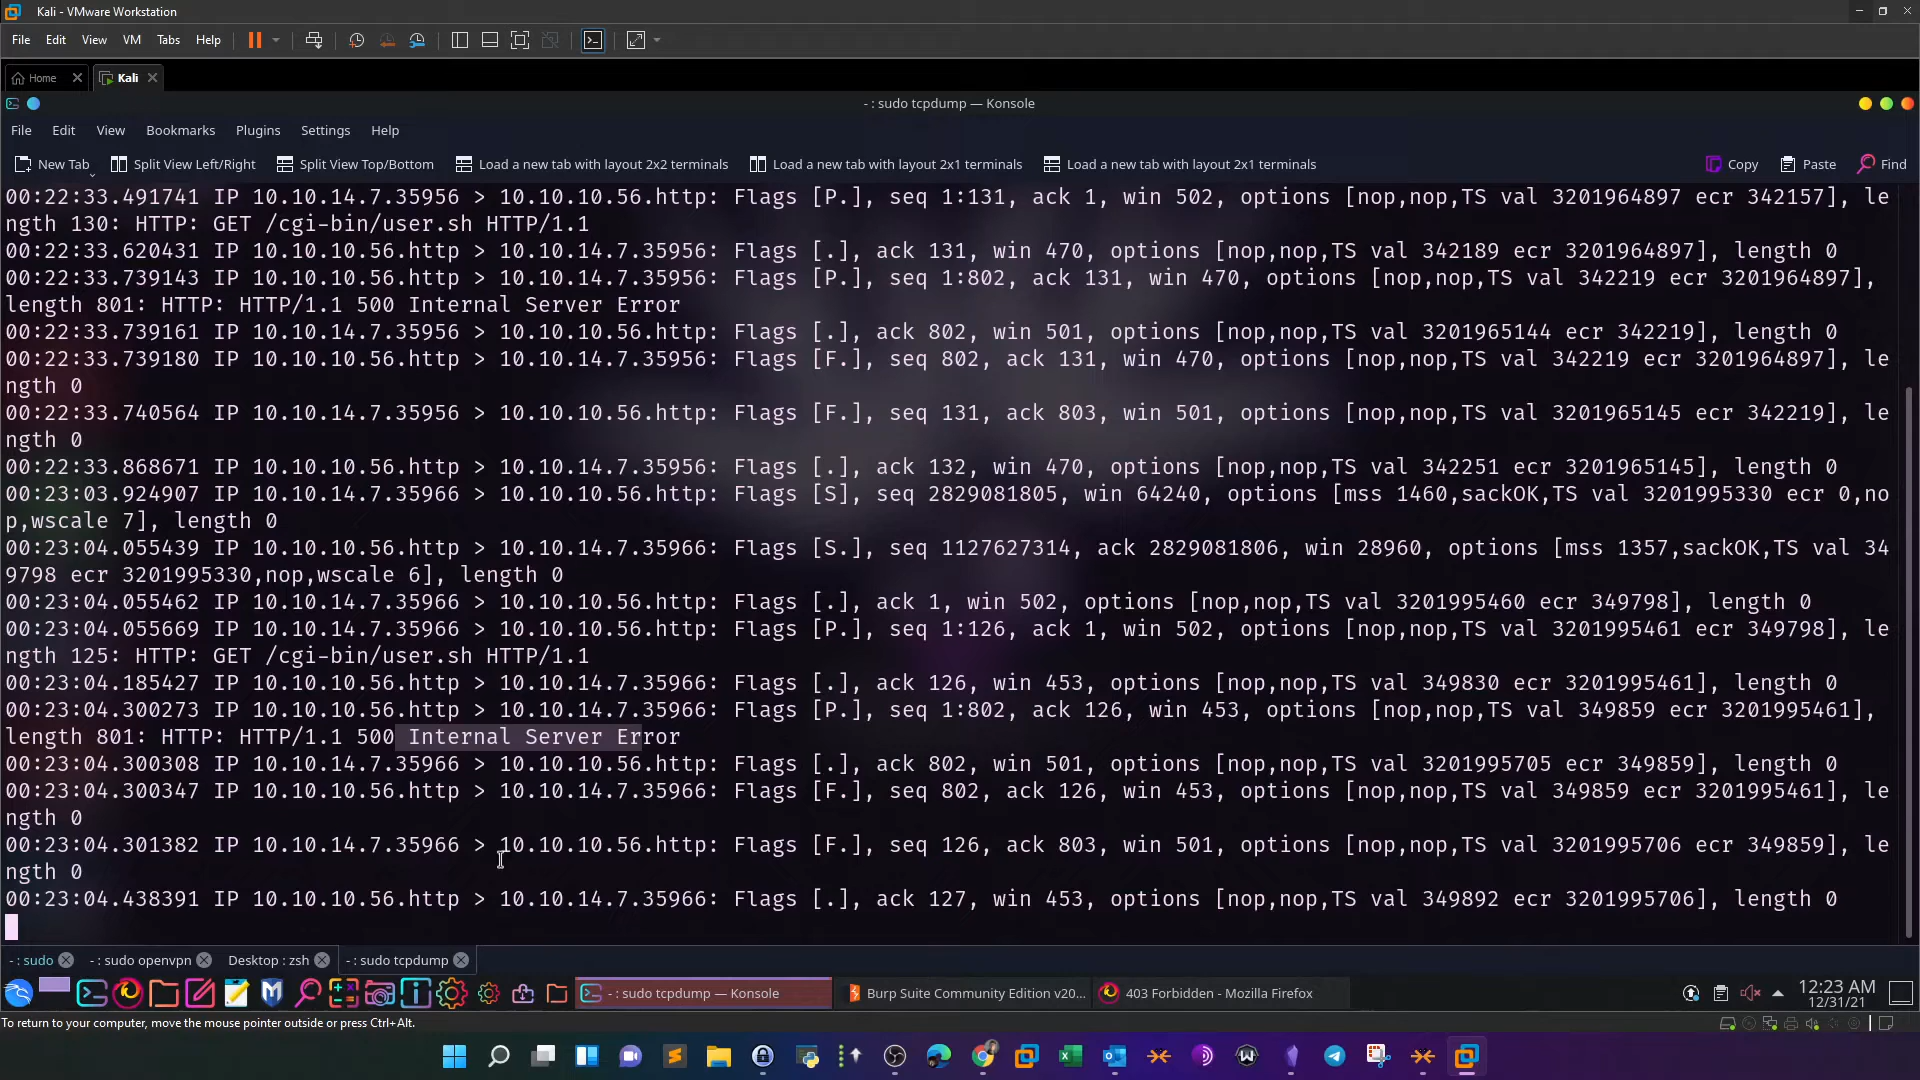 Kali - VMware Workstation
File Edit View VM Tabs Help
Home Kali
- : sudo tcpdump — Konsole
File Edit View Bookmarks Plugins Settings Help
New Tab Split View Left/Right Split View Top/Bottom Load a new tab with layout 2x2 terminals Load a new tab with layout 2x1 terminals Load a new tab with layout 2x1 terminals Copy Paste Find
00:22:33.491741 IP 10.10.14.7.35956 > 10.10.10.56.http: Flags [P.], seq 1:131, ack 1, win 502, options [nop,nop,TS val 3201964897 ecr 342157], le
ngth 130: HTTP: GET /cgi-bin/user.sh HTTP/1.1
00:22:33.620431 IP 10.10.10.56.http > 10.10.14.7.35956: Flags [.], ack 131, win 470, options [nop,nop,TS val 342189 ecr 3201964897], length 0
00:22:33.739143 IP 10.10.10.56.http > 10.10.14.7.35956: Flags [P.], seq 1:802, ack 131, win 470, options [nop,nop,TS val 342219 ecr 3201964897],
length 801: HTTP: HTTP/1.1 500 Internal Server Error
00:22:33.739161 IP 10.10.14.7.35956 > 10.10.10.56.http: Flags [.], ack 802, win 501, options [nop,nop,TS val 3201965144 ecr 342219], length 0
00:22:33.739180 IP 10.10.10.56.http > 10.10.14.7.35956: Flags [F.], seq 802, ack 131, win 470, options [nop,nop,TS val 342219 ecr 3201964897], le
ngth 0
00:22:33.740564 IP 10.10.14.7.35956 > 10.10.10.56.http: Flags [F.], seq 131, ack 803, win 501, options [nop,nop,TS val 3201965145 ecr 342219], le
ngth 0
00:22:33.868671 IP 10.10.10.56.http > 10.10.14.7.35956: Flags [.], ack 132, win 470, options [nop,nop,TS val 342251 ecr 3201965145], length 0
00:23:03.924907 IP 10.10.14.7.35966 > 10.10.10.56.http: Flags [S], seq 2829081805, win 64240, options [mss 1460,sackOK,TS val 3201995330 ecr 0,no
p,wscale 7], length 0
00:23:04.055439 IP 10.10.10.56.http > 10.10.14.7.35966: Flags [S.], seq 1127627314, ack 2829081806, win 28960, options [mss 1357,sackOK,TS val 34
9798 ecr 3201995330,nop,wscale 6], length 0
00:23:04.055462 IP 10.10.14.7.35966 > 10.10.10.56.http: Flags [.], ack 1, win 502, options [nop,nop,TS val 3201995460 ecr 349798], length 0
00:23:04.055669 IP 10.10.14.7.35966 > 10.10.10.56.http: Flags [P.], seq 1:126, ack 1, win 502, options [nop,nop,TS val 3201995461 ecr 349798], le
ngth 125: HTTP: GET /cgi-bin/user.sh HTTP/1.1
00:23:04.185427 IP 10.10.10.56.http > 10.10.14.7.35966: Flags [.], ack 126, win 453, options [nop,nop,TS val 349830 ecr 3201995461], length 0
00:23:04.300273 IP 10.10.10.56.http > 10.10.14.7.35966: Flags [P.], seq 1:802, ack 126, win 453, options [nop,nop,TS val 349859 ecr 3201995461],
length 801: HTTP: HTTP/1.1 500 Internal Server Error
00:23:04.300308 IP 10.10.14.7.35966 > 10.10.10.56.http: Flags [.], ack 802, win 501, options [nop,nop,TS val 3201995705 ecr 349859], length 0
00:23:04.300347 IP 10.10.10.56.http > 10.10.14.7.35966: Flags [F.], seq 802, ack 126, win 453, options [nop,nop,TS val 349859 ecr 3201995461], le
ngth 0
00:23:04.301382 IP 10.10.14.7.35966 > 10.10.10.56.http: Flags [F.], seq 126, ack 803, win 501, options [nop,nop,TS val 3201995706 ecr 349859], le
ngth 0
00:23:04.438391 IP 10.10.10.56.http > 10.10.14.7.35966: Flags [.], ack 127, win 453, options [nop,nop,TS val 349892 ecr 3201995706], length 0
- : sudo - : sudo openvpn Desktop : zsh - : sudo tcpdump
- : sudo tcpdump — Konsole Burp Suite Community Edition v20... 403 Forbidden - Mozilla Firefox 12:23 AM
12/31/21
To return to your computer, move the mouse pointer outside or press Ctrl+Alt.